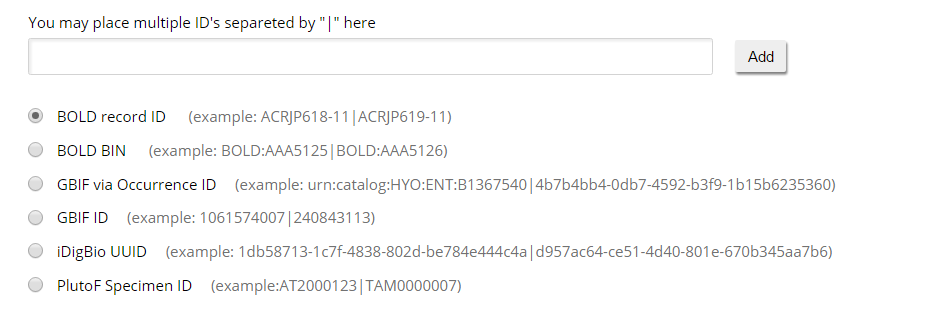 You may place multiple ID's separeted by "|" here
Add
BOLD record ID (example: ACRJP618-11|ACRJP619-11)
BOLD BIN (example: BOLD:AAA5125|BOLD:AAA5126)
GBIF via Occurrence ID (example: urn:catalog:HYO:ENT:B1367540|4b7b4bb4-0db7-4592-b3f9-1b15b6235360)
GBIF ID (example: 1061574007|240843113)
iDigBio UUID (example: 1db58713-1c7f-4838-802d-be784e444c4a|d957ac64-ce51-4d40-801e-670b345aa7b6)
PlutoF Specimen ID (example:AT2000123|TAM0000007)